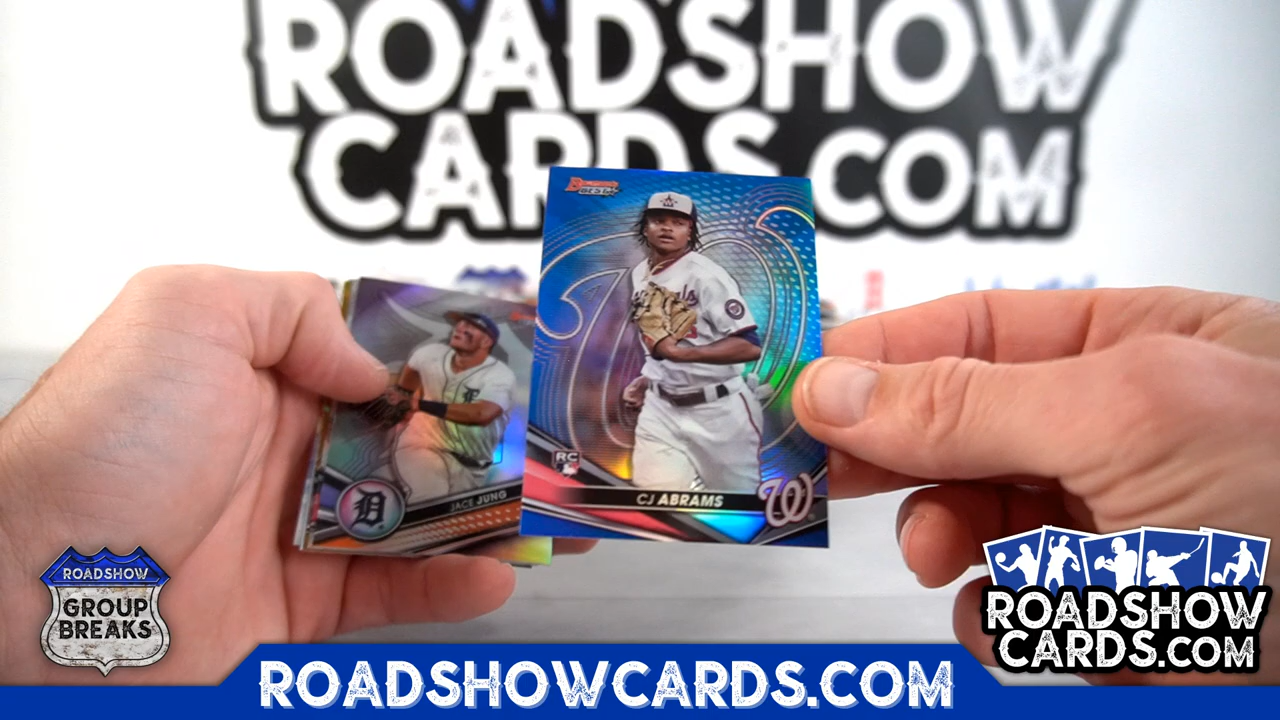 ROADSHOW
CARDS.COM
BOWMAN'S
BEST
RC
CJ ABRAMS
W
D
JACE JUNG
ROADSHOW
GROUP
BREAKS
ROADSHOW
CARDS.COM
ROADSHOWCARDS.COM